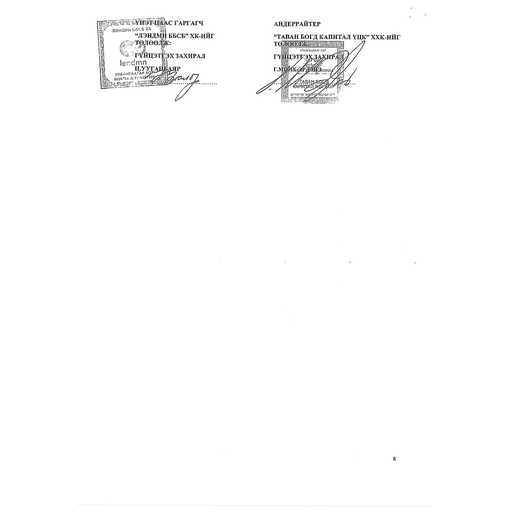 ҮНЭТ ЦААС ГАРГАГЧ
"ЛЭНДМН ББСБ" ХК-ИЙГ
ТӨЛӨӨЛЖ:
ГҮЙЦЭТГЭХ ЗАХИРАЛ
Ц.УУГАНБАЯР
lendmn
АНДЕРРАЙТЕР
"ТАВАН БОГД КАПИТАЛ ҮЦК" ХХК-ИЙГ
ТӨЛӨӨЛЖ:
ГҮЙЦЭТГЭХ ЗАХИРАЛ
ТАВАН БОГД
8